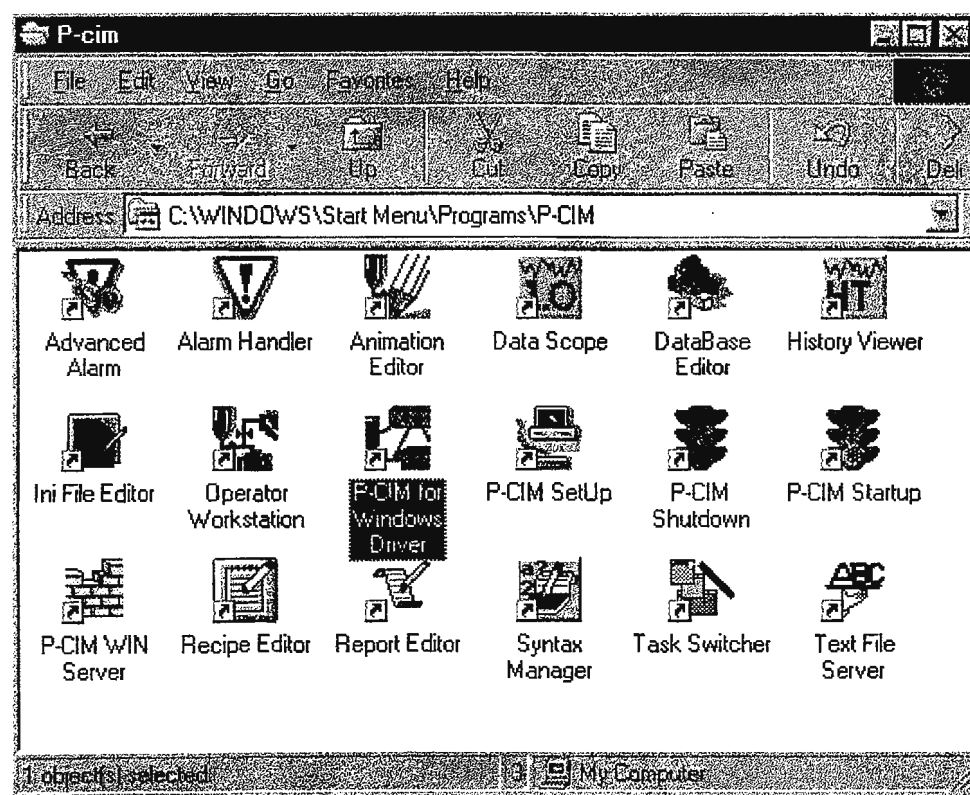 P-cim
File Edit View Go Favorites Help
Back Forward Up Cut Copy Paste Undo Del
Address C:\WINDOWS\Start Menu\Programs\P-CIM
Advanced Alarm
Alarm Handler
Animation Editor
Data Scope
DataBase Editor
History Viewer
Ini File Editor
Operator Workstation
P-CIM for Windows Driver
P-CIM SetUp
P-CIM Shutdown
P-CIM Startup
P-CIM WIN Server
Recipe Editor
Report Editor
Syntax Manager
Task Switcher
Text File Server
1 object(s) selected
My Computer